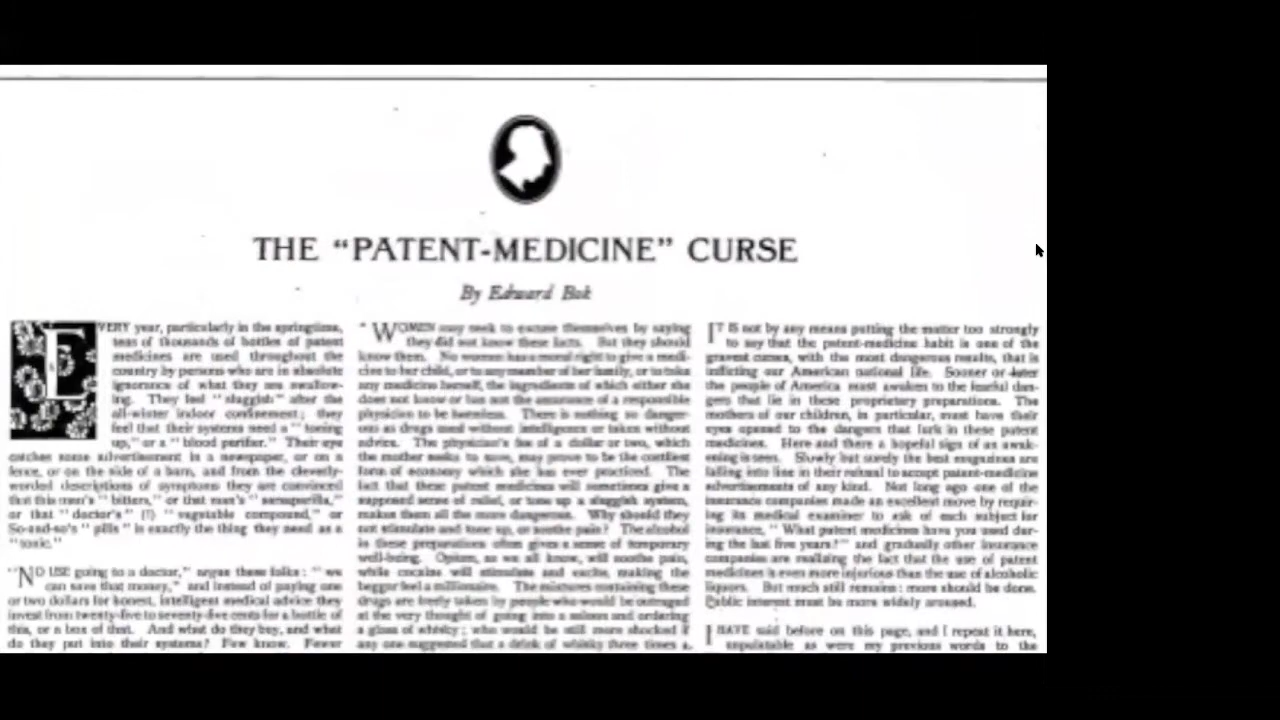 THE “PATENT-MEDICINE” CURSE
By Edward Bok
EVERY year, particularly in the springtime,
tens of thousands of bottles of patent
medicines are used throughout the
country by persons who are in absolute
ignorance of what they are swallow-
ing. They feel “sluggish” after the
all-winter indoor confinement; they
feel that their systems need a “toning
up,” or a “blood purifier.” Their eye
catches some advertisement in a newspaper, or on a
fence, or on the side of a barn, and from the cleverly-
worded descriptions of symptoms they are convinced
that this man's “bitters,” or that man's “sarsaparilla,”
or that “doctor's” (!) “vegetable compound,” or
So-and-so's “pills” is exactly the thing they need as a
“tonic.”
“NO USE going to a doctor,” argue these folks: “we
can save that money,” and instead of paying one
or two dollars for honest, intelligent medical advice they
invest from twenty-five to seventy-five cents for a bottle of
this, or a box of that. And what do they buy, and what
do they put into their systems? Few know. Fewer
WOMEN may seek to excuse themselves by saying
they did not know these facts. But they should
know them. No woman has a moral right to give a medi-
cine to her child, or to any member of her family, or to take
any medicine herself, the ingredients of which either she
does not know or has not the assurance of a responsible
physician to be harmless. There is nothing so danger-
ous as drugs used without intelligence or taken without
advice. The physician's fee of a dollar or two, which
the mother seeks to save, may prove to be the costliest
form of economy which she has ever practiced. The
fact that these patent medicines will sometimes give a
supposed sense of relief, or tone up a sluggish system,
makes them all the more dangerous. Why should they
not stimulate and tone up, or soothe pain? The alcohol
in these preparations often gives a sense of temporary
well-being. Opium, as we all know, will soothe pain,
while cocaine will stimulate and excite, making the
beggar feel a millionaire. The mixtures containing these
drugs are freely taken by people who would be outraged
at the very thought of going into a saloon and ordering
a glass of whisky; who would be still more shocked if
any one suggested that a drink of whisky three times a
IT IS not by any means putting the matter too strongly
to say that the patent-medicine habit is one of the
gravest curses, with the most dangerous results, that is
inflicting our American national life. Sooner or later
the people of America must awaken to the fearful dan-
gers that lie in these proprietary preparations. The
mothers of our children, in particular, must have their
eyes opened to the dangers that lurk in these patent
medicines. Here and there a hopeful sign of an awak-
ening is seen. Slowly but surely the best magazines are
falling into line in their refusal to accept patent-medicine
advertisements of any kind. Not long ago one of the
insurance companies made an excellent move by requir-
ing its medical examiner to ask of each subject for
insurance, “What patent medicines have you used dur-
ing the last five years?” and gradually other insurance
companies are realizing the fact that the use of patent
medicines is even more injurious than the use of alcoholic
liquors. But much still remains: more should be done.
Public interest must be more widely aroused.
I HAVE said before on this page, and I repeat it here,
unpalatable as were my previous words to the